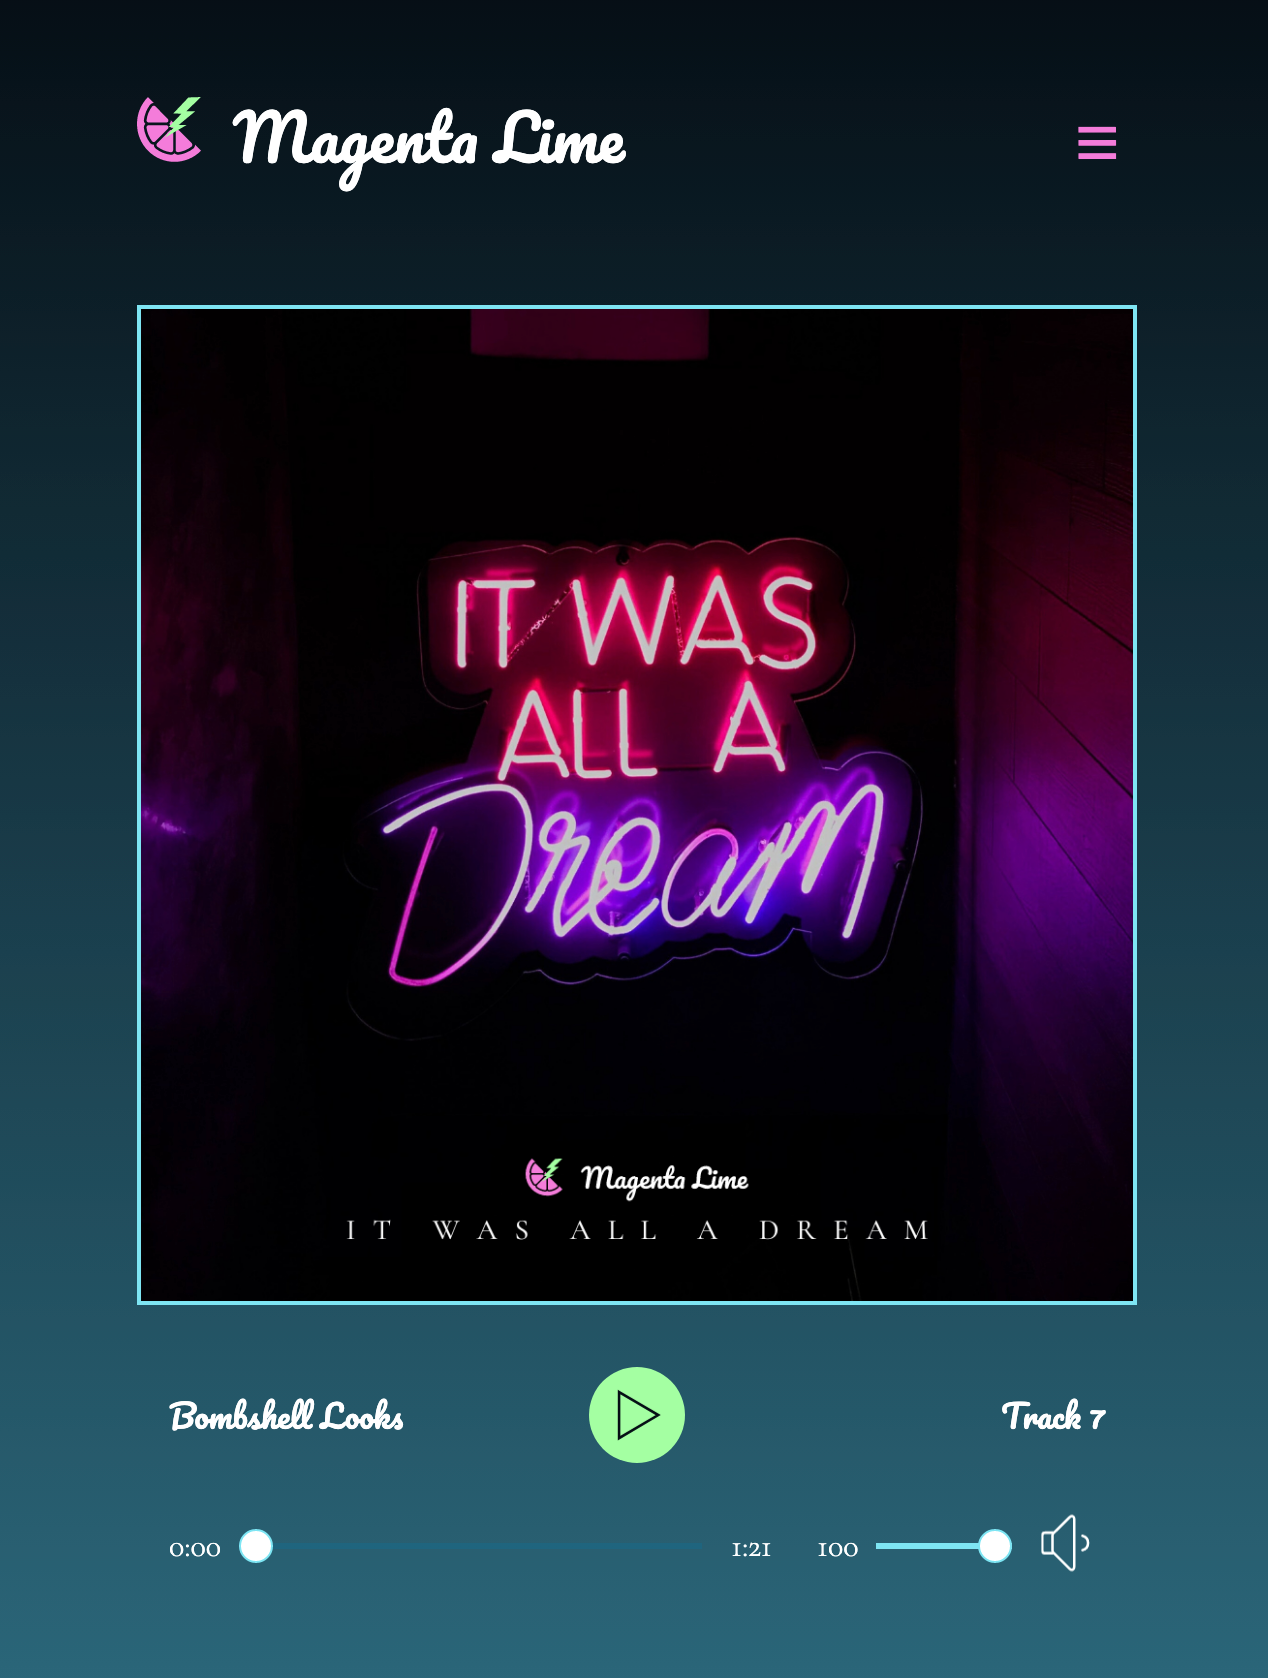 Magenta Lime
IT WAS
ALL A
Dream
Magenta Lime
IT WAS ALL A DREAM
Bombshell Looks
Track 7
0:00
1:21
100